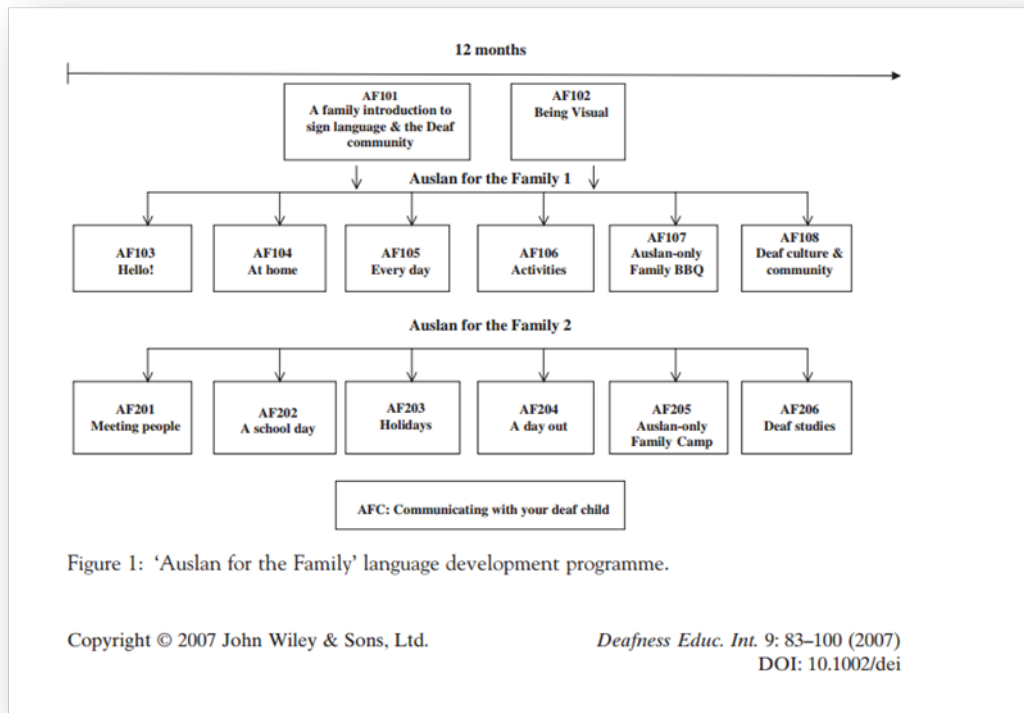 12 months
AF101
A family introduction to
sign language & the Deaf
community
AF102
Being Visual
Auslan for the Family 1
AF103
Hello!
AF104
At home
AF105
Every day
AF106
Activities
AF107
Auslan-only
Family BBQ
AF108
Deaf culture &
community
Auslan for the Family 2
AF201
Meeting people
AF202
A school day
AF203
Holidays
AF204
A day out
AF205
Auslan-only
Family Camp
AF206
Deaf studies
AFC: Communicating with your deaf child
Figure 1: ‘Auslan for the Family’ language development programme.
Copyright © 2007 John Wiley & Sons, Ltd.
Deafness Educ. Int. 9: 83–100 (2007)
DOI: 10.1002/dei